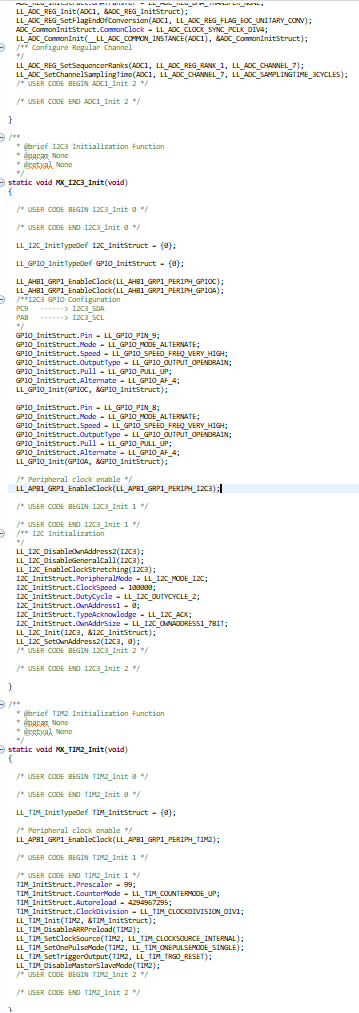 LL_ADC_REG_Init(ADC1, &ADC_REG_InitStruct);
LL_ADC_REG_SetFlagEndOfConversion(ADC1, LL_ADC_REG_FLAG_EOC_UNITARY_CONV);
ADC_CommonInitStruct.CommonClock = LL_ADC_CLOCK_SYNC_PCLK_DIV4;
LL_ADC_CommonInit(__LL_ADC_COMMON_INSTANCE(ADC1), &ADC_CommonInitStruct);
/** Configure Regular Channel
*/
LL_ADC_REG_SetSequencerRanks(ADC1, LL_ADC_REG_RANK_1, LL_ADC_CHANNEL_7);
LL_ADC_SetChannelSamplingTime(ADC1, LL_ADC_CHANNEL_7, LL_ADC_SAMPLINGTIME_3CYCLES);
/* USER CODE BEGIN ADC1_Init 2 */
/* USER CODE END ADC1_Init 2 */
}
/**
* @brief I2C3 Initialization Function
* @param None
* @retval None
*/
static void MX_I2C3_Init(void)
{
/* USER CODE BEGIN I2C3_Init 0 */
/* USER CODE END I2C3_Init 0 */
LL_I2C_InitTypeDef I2C_InitStruct = {0};
LL_GPIO_InitTypeDef GPIO_InitStruct = {0};
LL_AHB1_GRP1_EnableClock(LL_AHB1_GRP1_PERIPH_GPIOC);
LL_AHB1_GRP1_EnableClock(LL_AHB1_GRP1_PERIPH_GPIOA);
/**I2C3 GPIO Configuration
PC9 ------> I2C3_SDA
PA8 ------> I2C3_SCL
*/
GPIO_InitStruct.Pin = LL_GPIO_PIN_9;
GPIO_InitStruct.Mode = LL_GPIO_MODE_ALTERNATE;
GPIO_InitStruct.Speed = LL_GPIO_SPEED_FREQ_VERY_HIGH;
GPIO_InitStruct.OutputType = LL_GPIO_OUTPUT_OPENDRAIN;
GPIO_InitStruct.Pull = LL_GPIO_PULL_UP;
GPIO_InitStruct.Alternate = LL_GPIO_AF_4;
LL_GPIO_Init(GPIOC, &GPIO_InitStruct);
GPIO_InitStruct.Pin = LL_GPIO_PIN_8;
GPIO_InitStruct.Mode = LL_GPIO_MODE_ALTERNATE;
GPIO_InitStruct.Speed = LL_GPIO_SPEED_FREQ_VERY_HIGH;
GPIO_InitStruct.OutputType = LL_GPIO_OUTPUT_OPENDRAIN;
GPIO_InitStruct.Pull = LL_GPIO_PULL_UP;
GPIO_InitStruct.Alternate = LL_GPIO_AF_4;
LL_GPIO_Init(GPIOA, &GPIO_InitStruct);
/* Peripheral clock enable */
LL_APB1_GRP1_EnableClock(LL_APB1_GRP1_PERIPH_I2C3);
/* USER CODE BEGIN I2C3_Init 1 */
/* USER CODE END I2C3_Init 1 */
/** I2C Initialization
*/
LL_I2C_DisableOwnAddress2(I2C3);
LL_I2C_DisableGeneralCall(I2C3);
LL_I2C_EnableClockStretching(I2C3);
I2C_InitStruct.PeripheralMode = LL_I2C_MODE_I2C;
I2C_InitStruct.ClockSpeed = 100000;
I2C_InitStruct.DutyCycle = LL_I2C_DUTYCYCLE_2;
I2C_InitStruct.OwnAddress1 = 0;
I2C_InitStruct.TypeAcknowledge = LL_I2C_ACK;
I2C_InitStruct.OwnAddrSize = LL_I2C_OWNADDRESS1_7BIT;
LL_I2C_Init(I2C3, &I2C_InitStruct);
LL_I2C_SetOwnAddress2(I2C3, 0);
/* USER CODE BEGIN I2C3_Init 2 */
/* USER CODE END I2C3_Init 2 */
}
/**
* @brief TIM2 Initialization Function
* @param None
* @retval None
*/
static void MX_TIM2_Init(void)
{
/* USER CODE BEGIN TIM2_Init 0 */
/* USER CODE END TIM2_Init 0 */
LL_TIM_InitTypeDef TIM_InitStruct = {0};
/* Peripheral clock enable */
LL_APB1_GRP1_EnableClock(LL_APB1_GRP1_PERIPH_TIM2);
/* USER CODE BEGIN TIM2_Init 1 */
/* USER CODE END TIM2_Init 1 */
TIM_InitStruct.Prescaler = 99;
TIM_InitStruct.CounterMode = LL_TIM_COUNTERMODE_UP;
TIM_InitStruct.Autoreload = 4294967295;
TIM_InitStruct.ClockDivision = LL_TIM_CLOCKDIVISION_DIV1;
LL_TIM_Init(TIM2, &TIM_InitStruct);
LL_TIM_DisableARRPreload(TIM2);
LL_TIM_SetClockSource(TIM2, LL_TIM_CLOCKSOURCE_INTERNAL);
LL_TIM_SetOnePulseMode(TIM2, LL_TIM_ONEPULSEMODE_SINGLE);
LL_TIM_SetTriggerOutput(TIM2, LL_TIM_TRGO_RESET);
LL_TIM_DisableMasterSlaveMode(TIM2);
/* USER CODE BEGIN TIM2_Init 2 */
/* USER CODE END TIM2_Init 2 */
}